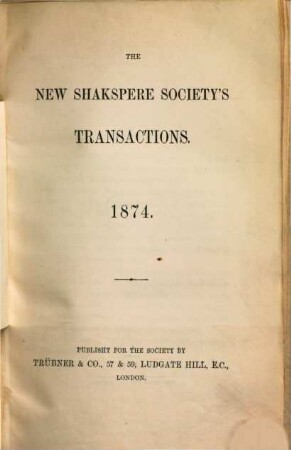 THE
NEW SHAKSPERE SOCIETY'S
TRANSACTIONS.
1874.
PUBLISHT FOR THE SOCIETY BY
TRÜBNER & CO., 57 & 59, LUDGATE HILL, E.C.,
LONDON.